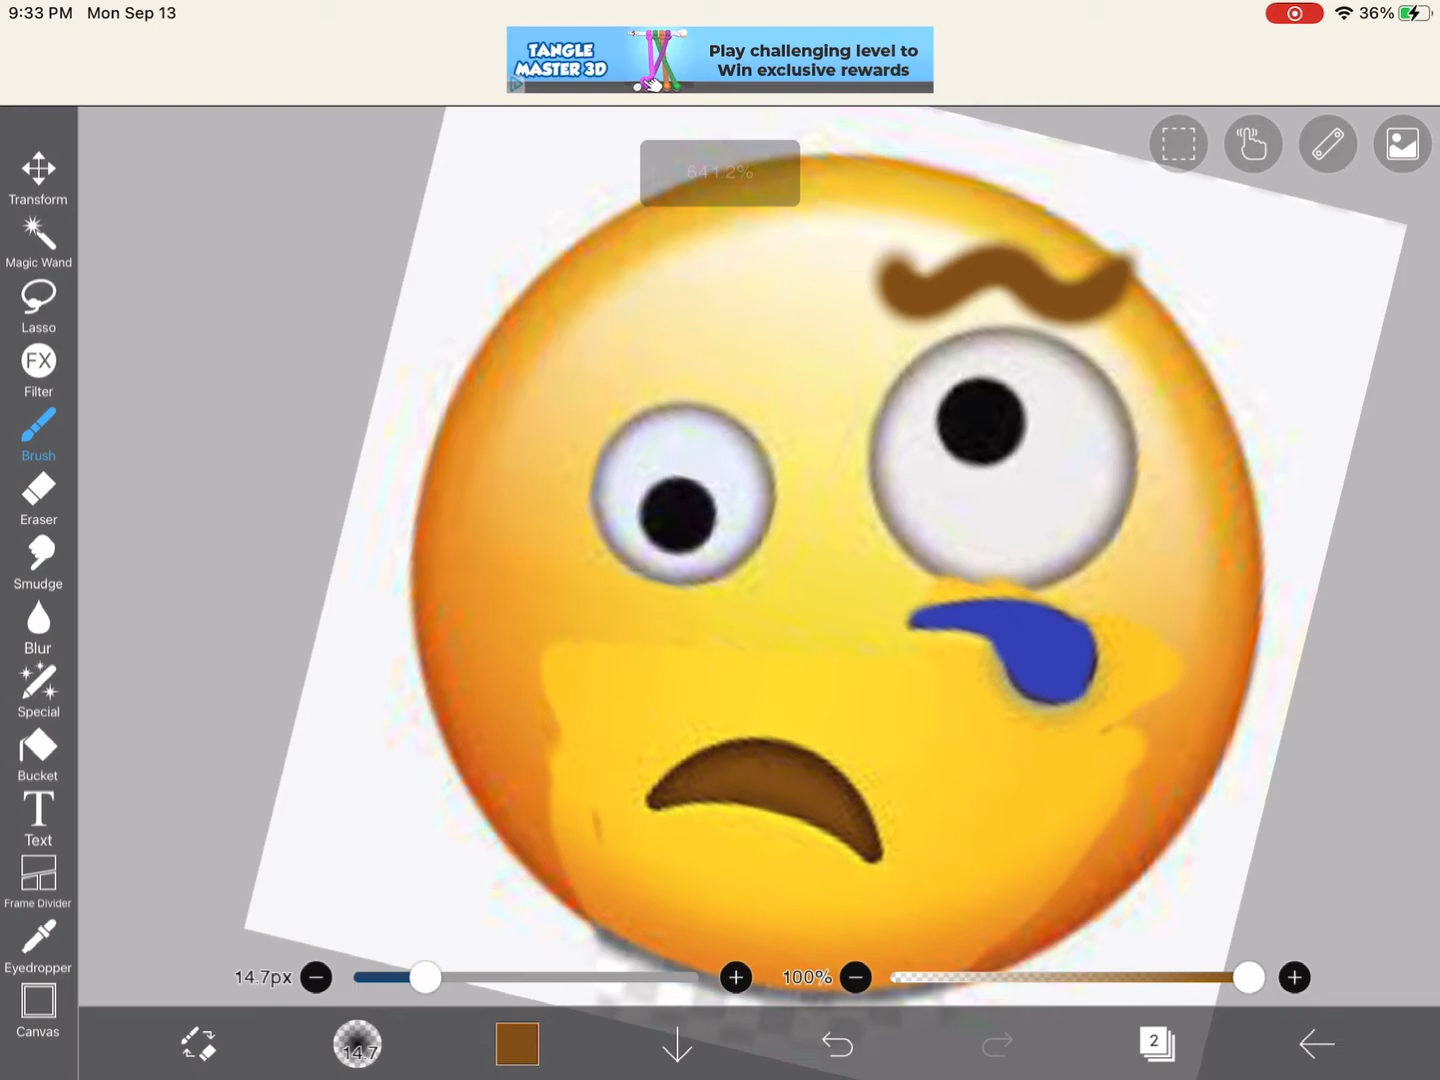 9:33 PM Mon Sep 13
36%
TANGLE
MASTER 3D
Play challenging level to
Win exclusive rewards
641.2%
Transform
Magic Wand
Lasso
FX
Filter
Brush
Eraser
Smudge
Blur
Special
Bucket
T
Text
Frame Divider
Eyedropper
Canvas
14.7px
100%
14.7
2